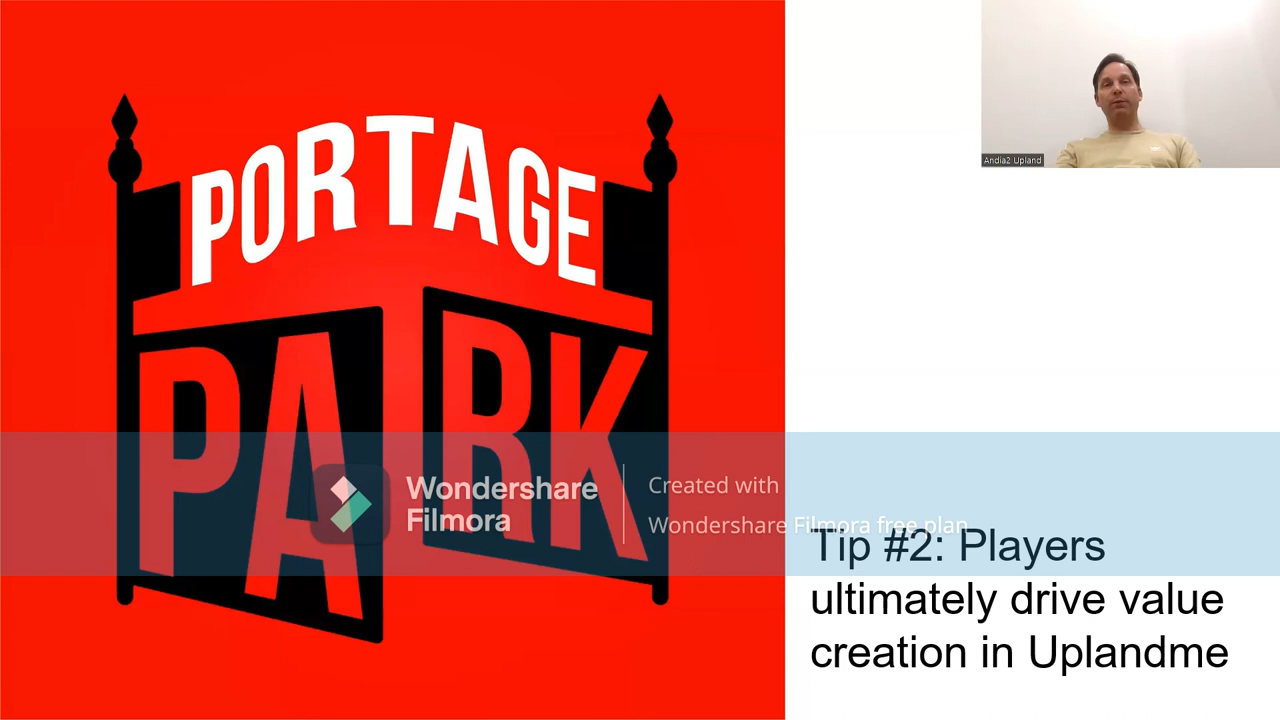 PORTAGE
PARK
Andia2 Upland
Wondershare
Filmora
Created with
Wondershare Filmora free plan
Tip #2: Players
ultimately drive value
creation in Uplandme